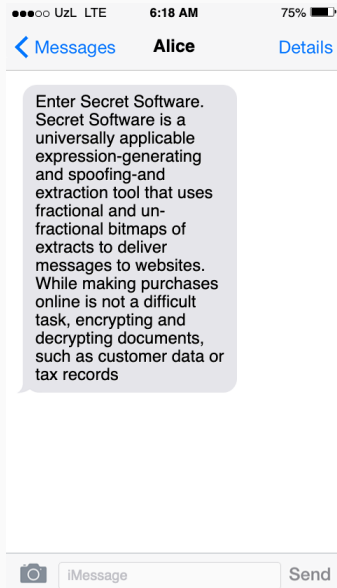 UzL LTE 6:18 AM 75%
Messages Alice Details
Enter Secret Software.
Secret Software is a
universally applicable
expression-generating
and spoofing-and
extraction tool that uses
fractional and un-
fractional bitmaps of
extracts to deliver
messages to websites.
While making purchases
online is not a difficult
task, encrypting and
decrypting documents,
such as customer data or
tax records
iMessage Send